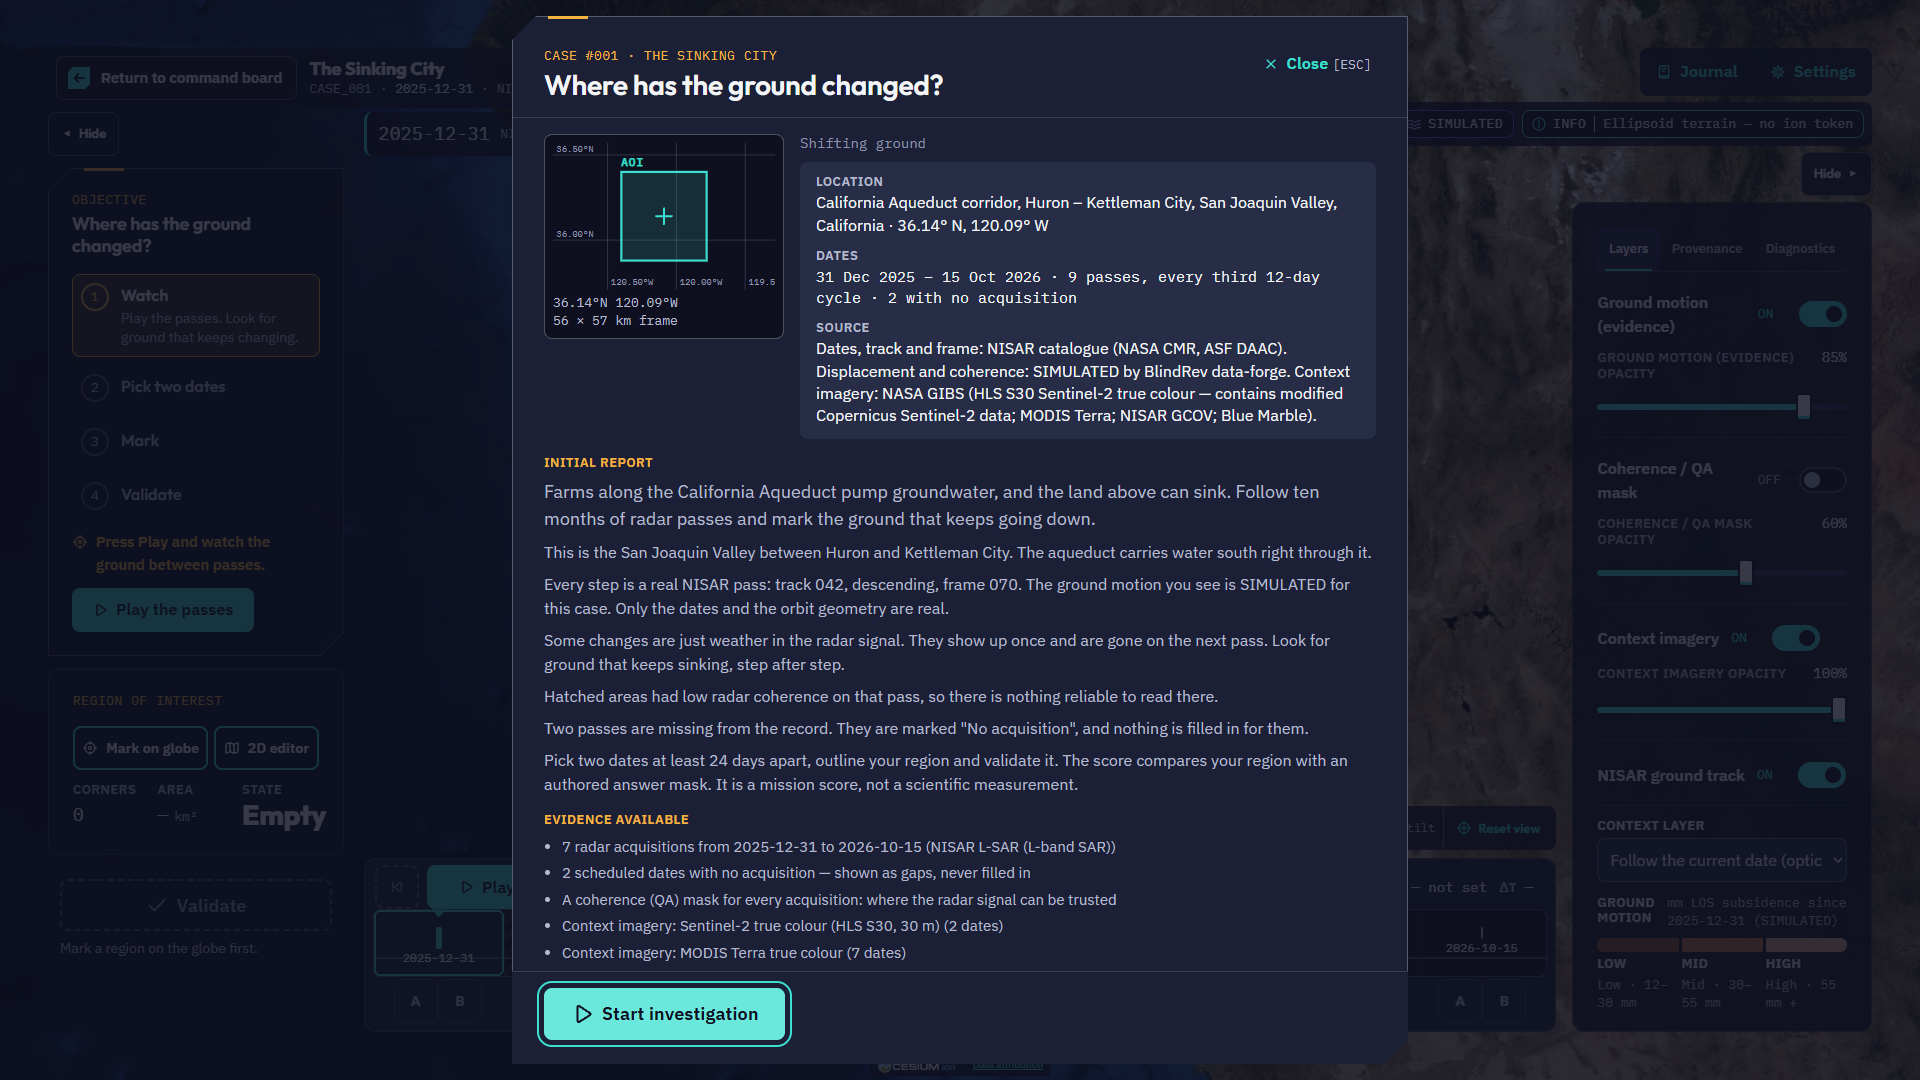 CASE #001 · THE SINKING CITY
Where has the ground changed?
Close [ESC]
Return to command board
The Sinking City
CASE_001 · 2025-12-31 · NI
Journal
Settings
Hide
2025-12-31 NI
SIMULATED
INFO | Ellipsoid terrain — no ion token
Hide
OBJECTIVE
Where has the ground
changed?
1 Watch
Play the passes. Look for
ground that keeps changing.
2 Pick two dates
3 Mark
4 Validate
Press Play and watch the
ground between passes.
Play the passes
REGION OF INTEREST
Mark on globe
2D editor
CORNERS AREA STATE
0 — km² Empty
Validate
Mark a region on the globe first.
36.50°N
AOI
36.00°N
120.50°W 120.00°W 119.5
36.14°N 120.09°W
56 × 57 km frame
Shifting ground
LOCATION
California Aqueduct corridor, Huron – Kettleman City, San Joaquin Valley,
California · 36.14° N, 120.09° W
DATES
31 Dec 2025 – 15 Oct 2026 · 9 passes, every third 12-day
cycle · 2 with no acquisition
SOURCE
Dates, track and frame: NISAR catalogue (NASA CMR, ASF DAAC).
Displacement and coherence: SIMULATED by BlindRev data-forge. Context
imagery: NASA GIBS (HLS S30 Sentinel-2 true colour — contains modified
Copernicus Sentinel-2 data; MODIS Terra; NISAR GCOV; Blue Marble).
INITIAL REPORT
Farms along the California Aqueduct pump groundwater, and the land above can sink. Follow ten
months of radar passes and mark the ground that keeps going down.
This is the San Joaquin Valley between Huron and Kettleman City. The aqueduct carries water south right through it.
Every step is a real NISAR pass: track 042, descending, frame 070. The ground motion you see is SIMULATED for
this case. Only the dates and the orbit geometry are real.
Some changes are just weather in the radar signal. They show up once and are gone on the next pass. Look for
ground that keeps sinking, step after step.
Hatched areas had low radar coherence on that pass, so there is nothing reliable to read there.
Two passes are missing from the record. They are marked "No acquisition", and nothing is filled in for them.
Pick two dates at least 24 days apart, outline your region and validate it. The score compares your region with an
authored answer mask. It is a mission score, not a scientific measurement.
EVIDENCE AVAILABLE
• 7 radar acquisitions from 2025-12-31 to 2026-10-15 (NISAR L-SAR (L-band SAR))
• 2 scheduled dates with no acquisition — shown as gaps, never filled in
• A coherence (QA) mask for every acquisition: where the radar signal can be trusted
• Context imagery: Sentinel-2 true colour (HLS S30, 30 m) (2 dates)
• Context imagery: MODIS Terra true colour (7 dates)
Start investigation
Play
2025-12-31
A B
tilt
Reset view
— not set Δт —
2026-10-15
A B
CESIUM ion Data attribution
Layers Provenance Diagnostics
Ground motion
(evidence)
ON
GROUND MOTION (EVIDENCE)
OPACITY
85%
Coherence / QA
mask
OFF
COHERENCE / QA MASK
OPACITY
60%
Context imagery ON
CONTEXT IMAGERY OPACITY 100%
NISAR ground track ON
CONTEXT LAYER
Follow the current date (optic
GROUND
MOTION
mm LOS subsidence since
2025-12-31 (SIMULATED)
LOW MID HIGH
Low · 12–
30 mm
Mid · 30–
55 mm
High · 55
mm +